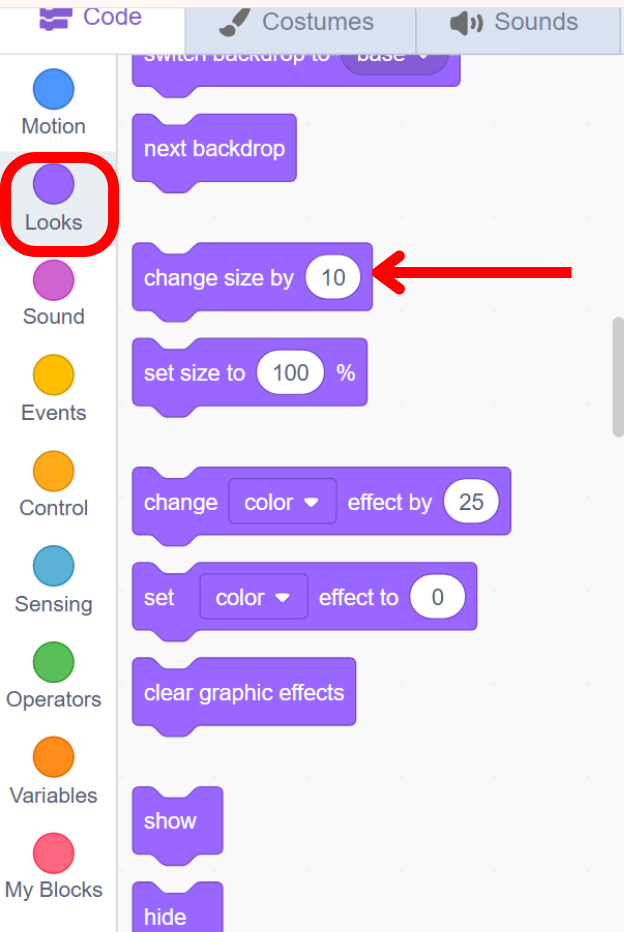 Code
Costumes
Sounds
switch backdrop to base
Motion
next backdrop
Looks
change size by 10
Sound
set size to 100 %
Events
Control
change color effect by 25
Sensing
set color effect to 0
Operators
clear graphic effects
Variables
show
My Blocks
hide